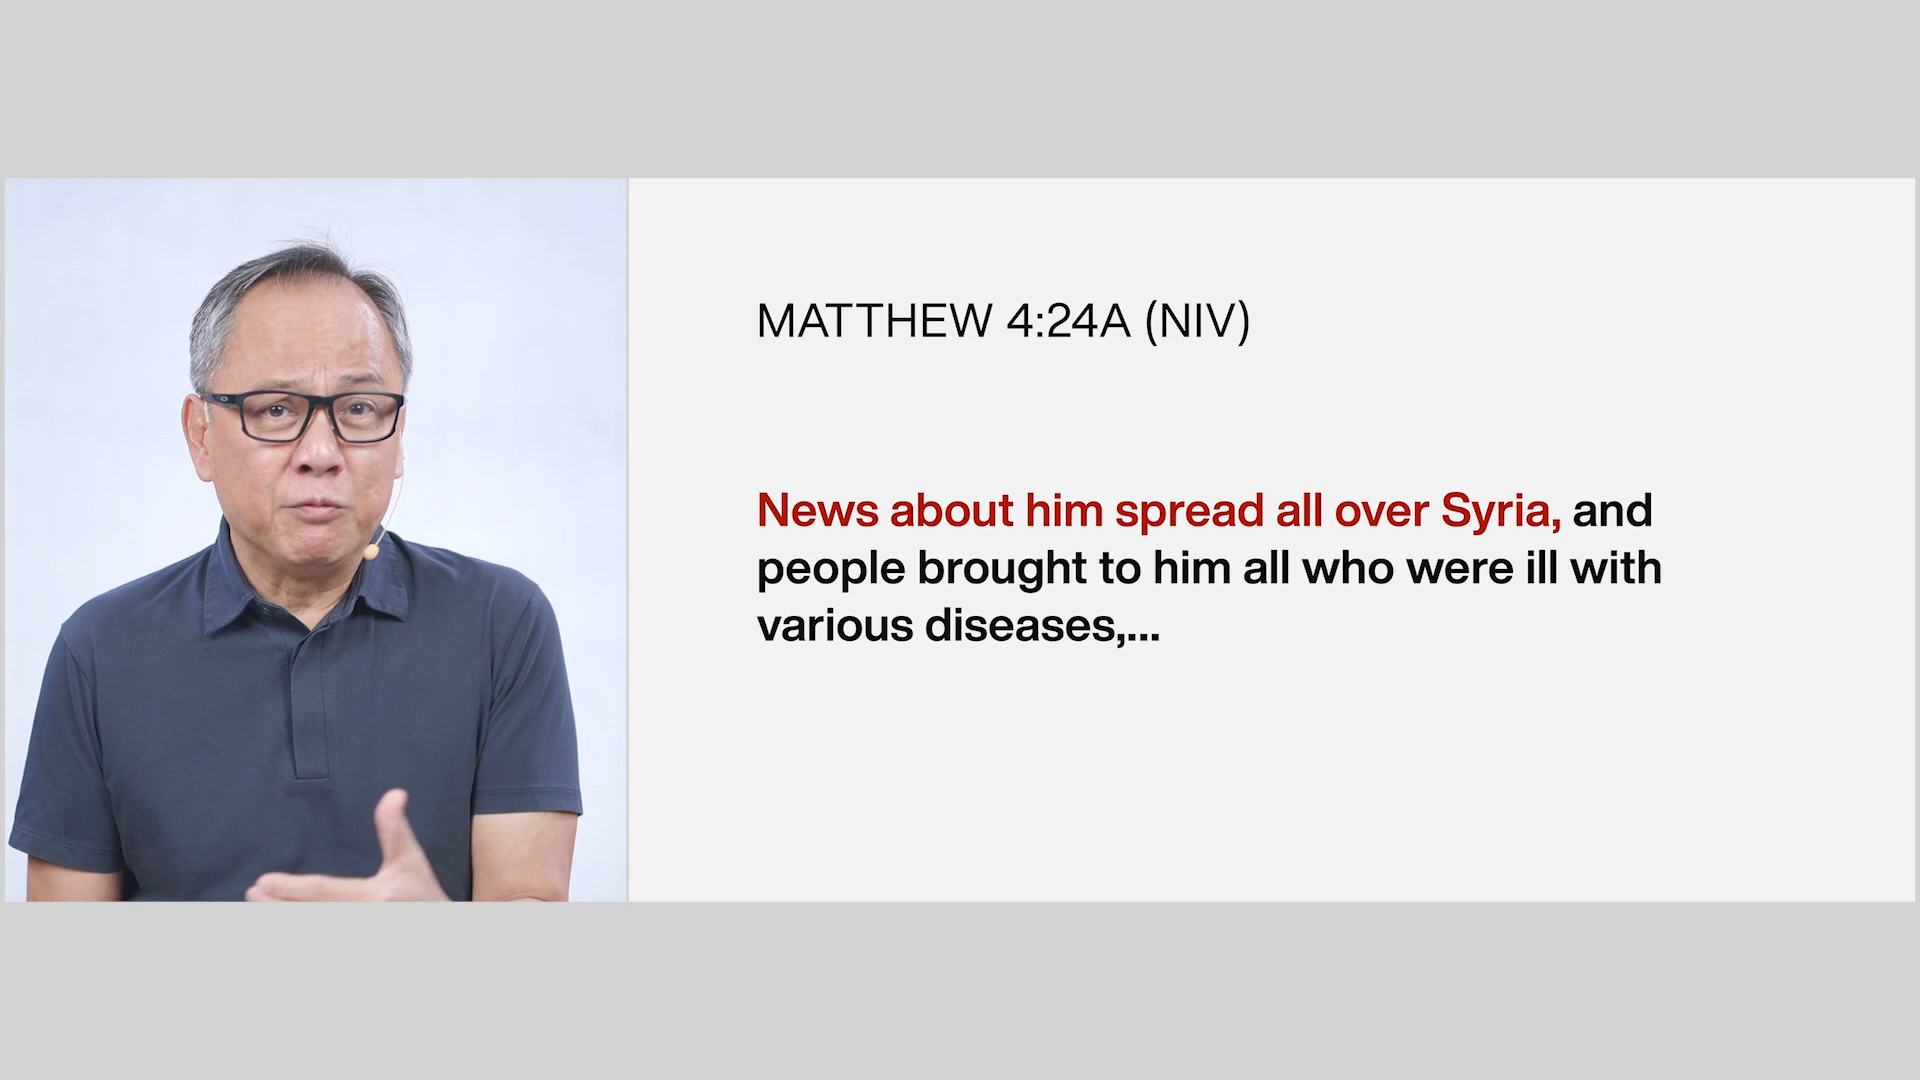 MATTHEW 4:24A (NIV)
News about him spread all over Syria, and
people brought to him all who were ill with
various diseases,...